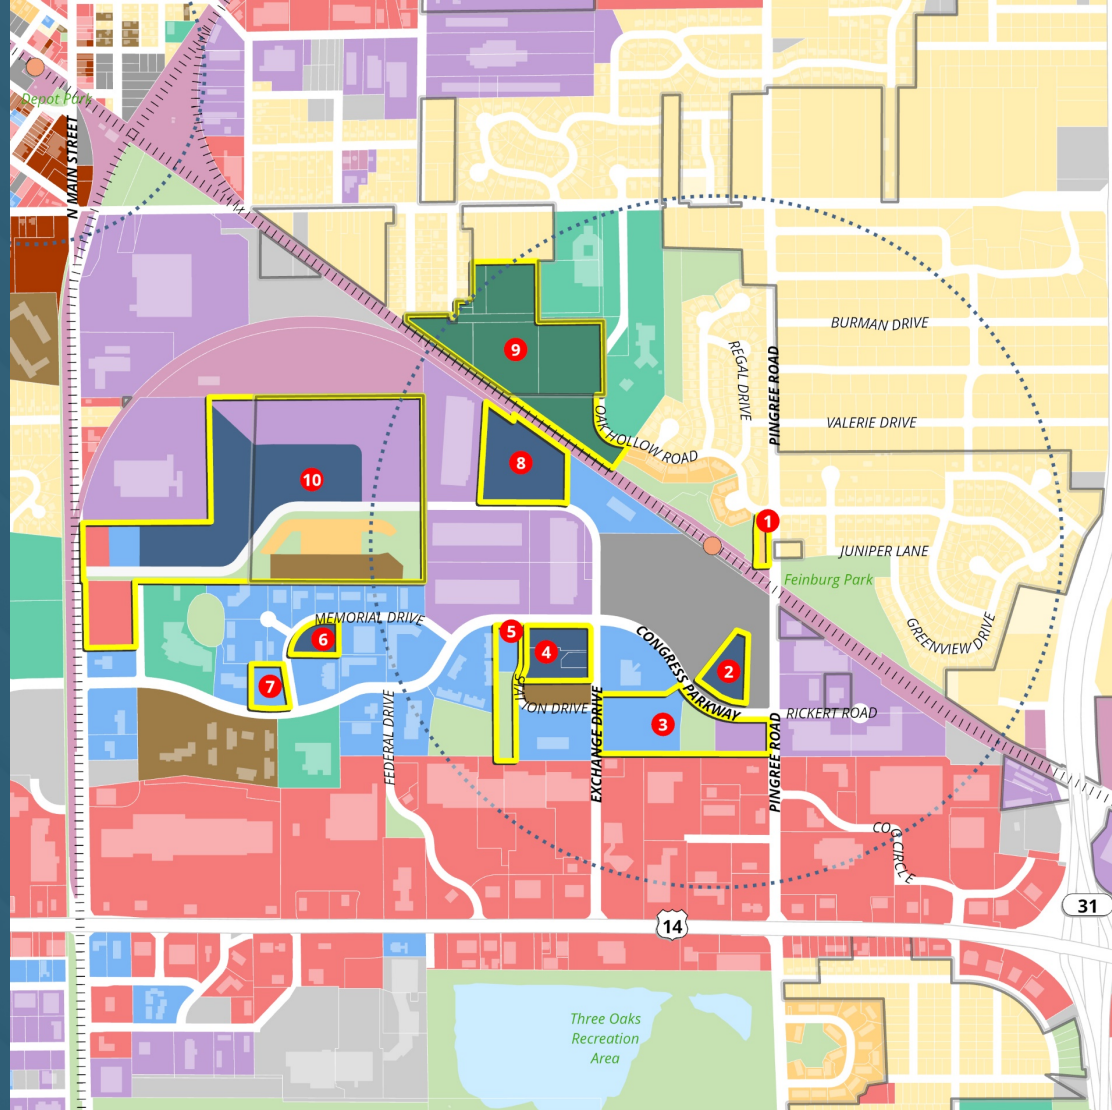 Depot Park
N MAIN STREET
BURMAN DRIVE
REGAL DRIVE
PINGREE ROAD
9
VALERIE DRIVE
OAK HOLLOW ROAD
8
10
1
JUNIPER LANE
Feinburg Park
MEMORIAL DRIVE
GREENVIEW DRIVE
5
6
4
CONGRESS PARKWAY
2
7
STATION DRIVE
EXCHANGE DRIVE
3
RICKERT ROAD
FEDERAL DRIVE
PINGREE ROAD
COG CIRCLE
31
14
Three Oaks
Recreation
Area